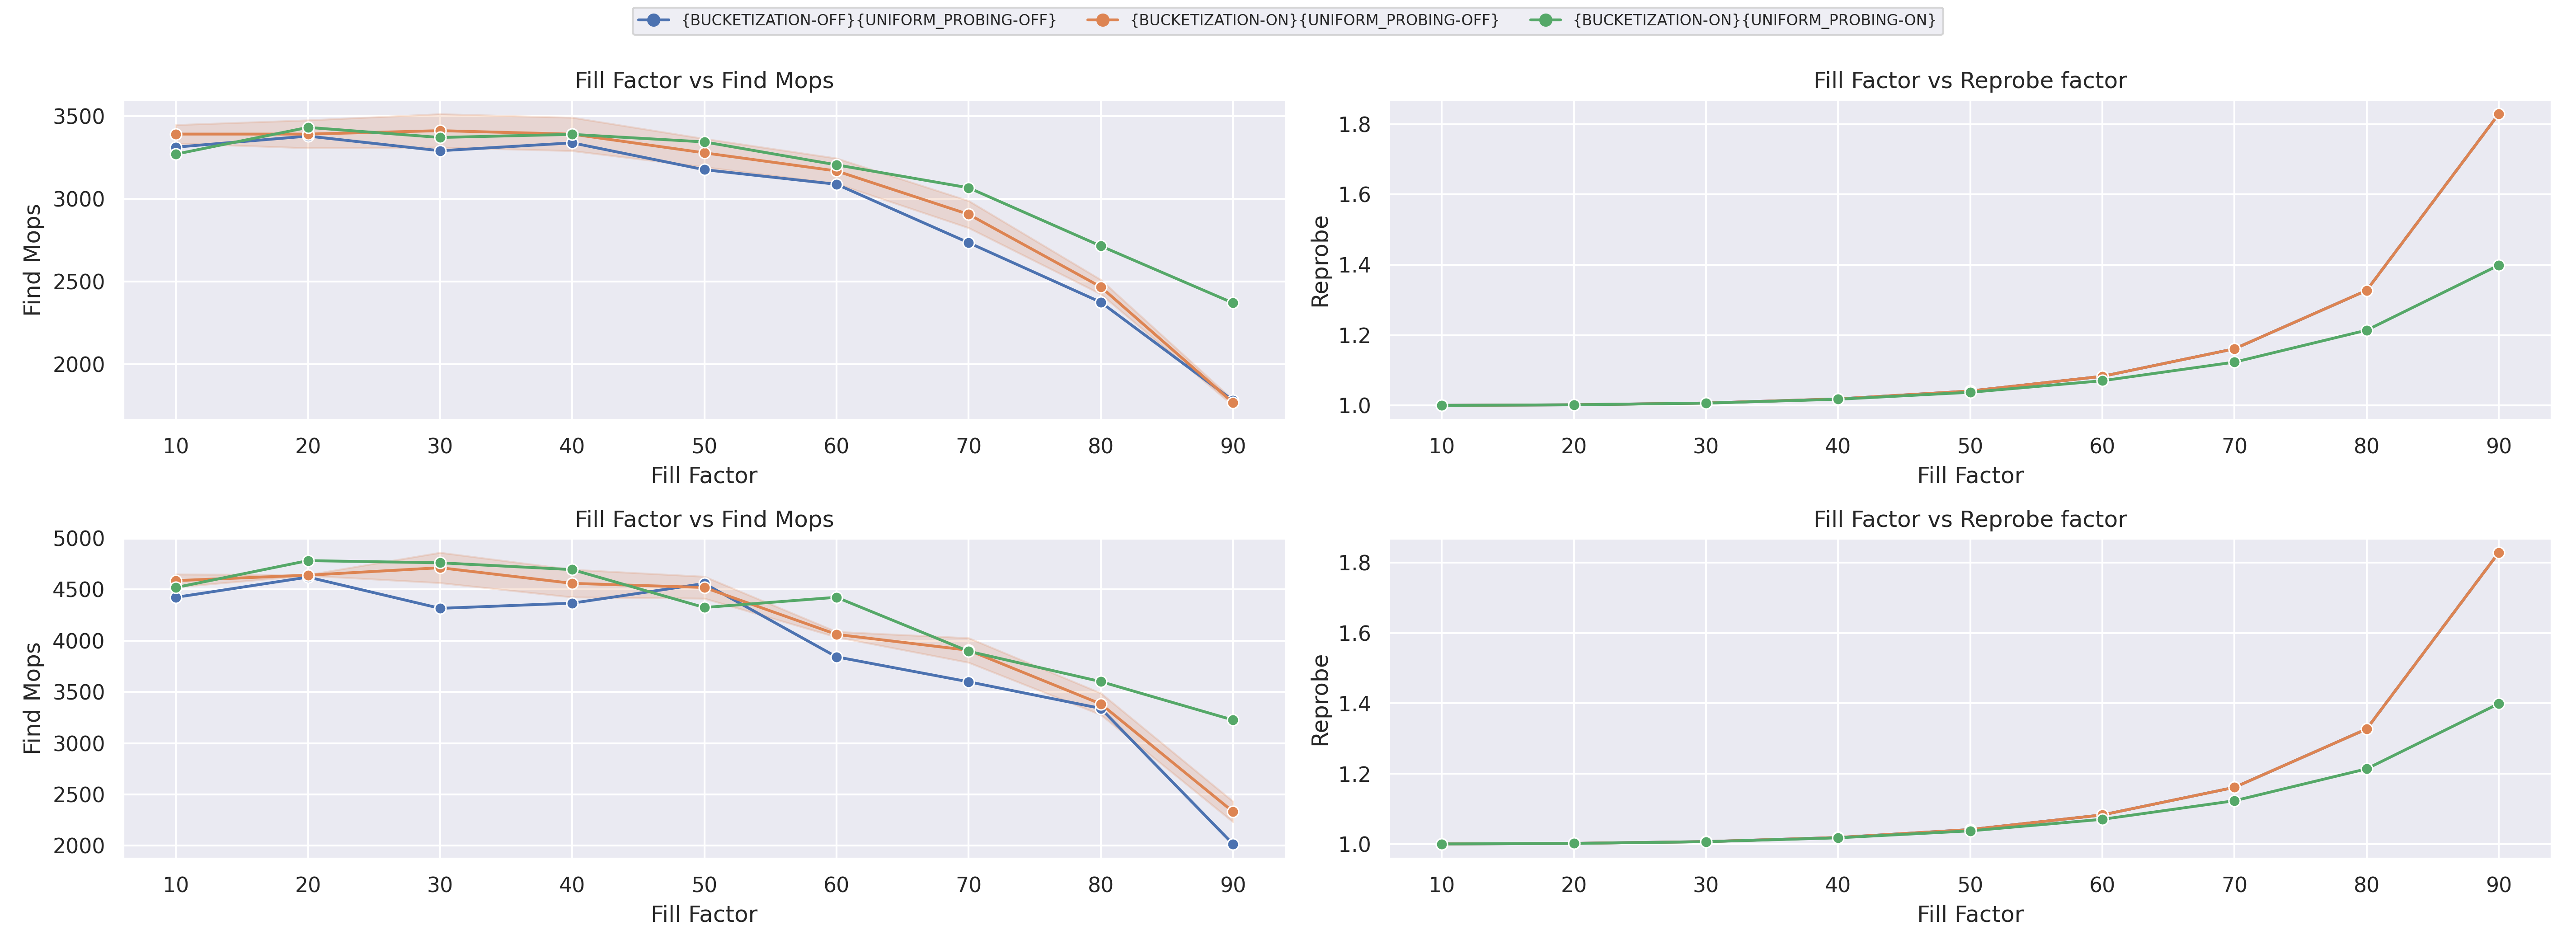 {BUCKETIZATION-OFF}{UNIFORM_PROBING-OFF} {BUCKETIZATION-ON}{UNIFORM_PROBING-OFF} {BUCKETIZATION-ON}{UNIFORM_PROBING-ON}
Fill Factor vs Find Mops
3500
3000
2500
2000
Find Mops
10 20 30 40 50 60 70 80 90
Fill Factor
Fill Factor vs Reprobe factor
1.8
1.6
1.4
1.2
1.0
Reprobe
10 20 30 40 50 60 70 80 90
Fill Factor
Fill Factor vs Find Mops
5000
4500
4000
3500
3000
2500
2000
Find Mops
10 20 30 40 50 60 70 80 90
Fill Factor
Fill Factor vs Reprobe factor
1.8
1.6
1.4
1.2
1.0
Reprobe
10 20 30 40 50 60 70 80 90
Fill Factor